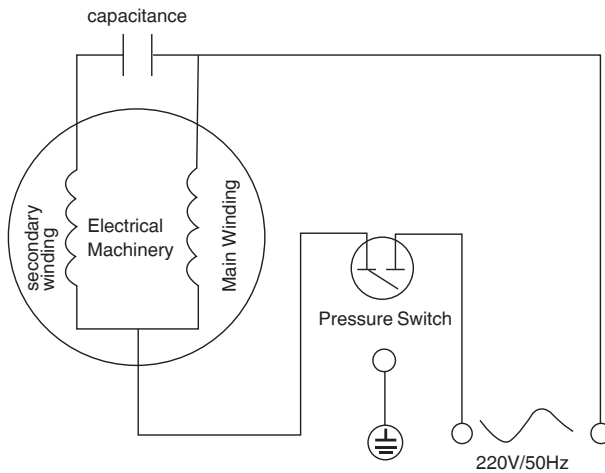 capacitance
secondary
winding
Electrical
Machinery
Main Winding
Pressure Switch
220V/50Hz